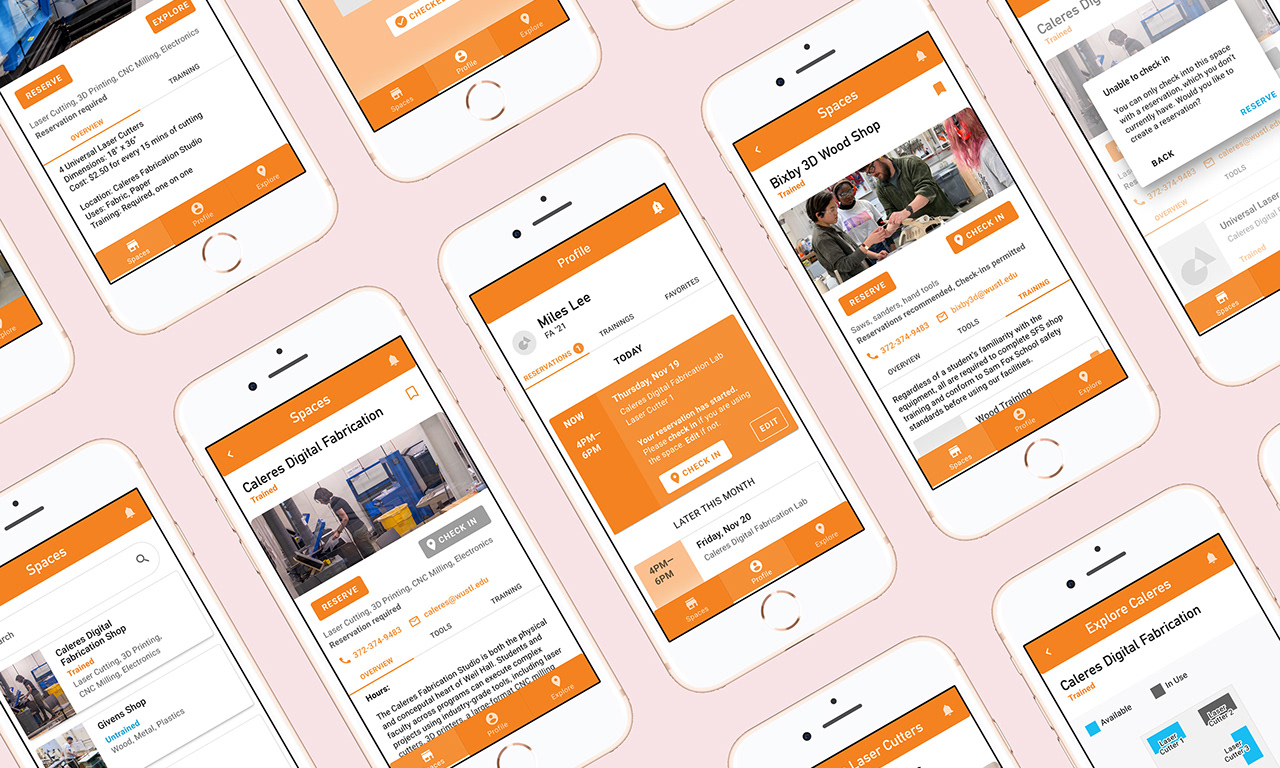 EXPLORE
RESERVE
Laser Cutting, 3D Printing, CNC Milling, Electronics
Reservation required
OVERVIEW
TRAINING
4 Universal Laser Cutters
Dimensions: 18" x 36"
Cost: $2.50 for every 15 mins of cutting
Location: Caleres Fabrication Studio
Uses: Fabric, Paper
Training: Required, one on one
Spaces
Profile
Explore
Spaces
Profile
Spaces
Bixby 3D Wood Shop
Trained
CHECK IN
RESERVE
Saws, sanders, hand tools
Reservations recommended, Check-ins permitted
372-374-9483
bixby3d@wustl.edu
OVERVIEW
TOOLS
TRAINING
Regardless of a student's familiarity with the
equipment, all are required to complete SFS shop
training and conform to Sam Fox School safety
standards before using our facilities.
Wood Training
Spaces
Profile
Explore
Caleres Digital
Trained
Unable to check in
You can only check into this space
with a reservation, which you don't
currently have. Would you like to
create a reservation?
BACK
RESERVE
Reservation
372-374-9483
caleres@wustl.edu
OVERVIEW
TOOLS
Universal Laser
Caleres Digital
Trained
Spaces
Profile
Profile
Miles Lee
FA '21
RESERVATIONS 1
TRAININGS
FAVORITES
TODAY
NOW
4PM—
6PM
Thursday, Nov 19
Caleres Digital Fabrication Lab
Laser Cutter 1
Your reservation has started.
Please check in if you are using
the space. Edit if not.
CHECK IN
EDIT
LATER THIS MONTH
4PM—
6PM
Friday, Nov 20
Caleres Digital Fabrication Lab
Spaces
Profile
Explore
Spaces
Caleres Digital Fabrication
Trained
CHECK IN
RESERVE
Laser Cutting, 3D Printing, CNC Milling, Electronics
Reservation required
372-374-9483
caleres@wustl.edu
OVERVIEW
TOOLS
TRAINING
Hours:
The Caleres Fabrication Studio is both the physical
and conceptual heart of Weil Hall. Students and
faculty across programs can execute complex
projects using industry-grade tools, including laser
cutters, 3D printers, a large-format CNC milling
Spaces
Profile
Explore
Spaces
Caleres Digital
Fabrication Shop
Trained
Laser Cutting, 3D Printing,
CNC Milling, Electronics
Givens Shop
Untrained
Wood, Metal, Plastics
Laser Cutters
Explore Caleres
Caleres Digital Fabrication
Trained
Available
In Use
Laser
Cutter 1
Laser
Cutter 2
Laser
Cutter 3